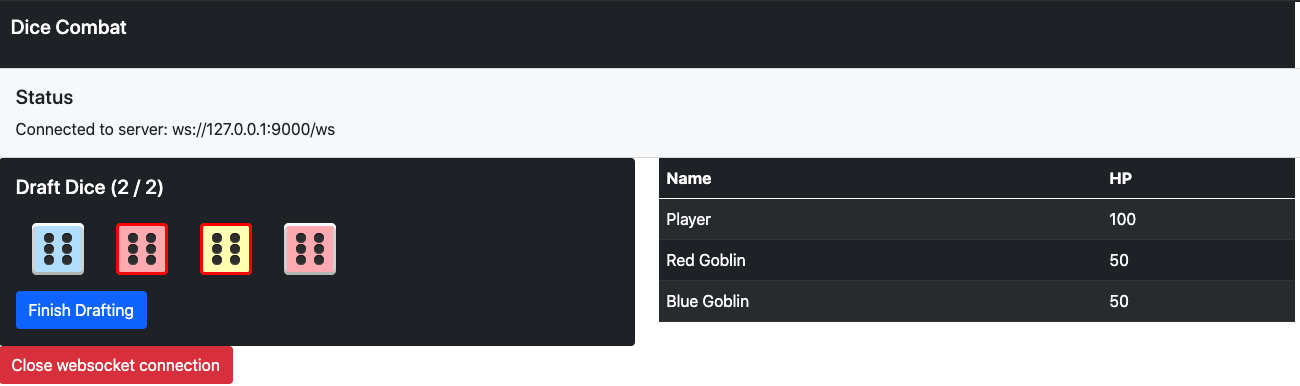 Dice Combat
Status
Connected to server: ws://127.0.0.1:9000/ws
Draft Dice (2 / 2)
Finish Drafting
Close websocket connection
Name HP
Player 100
Red Goblin 50
Blue Goblin 50